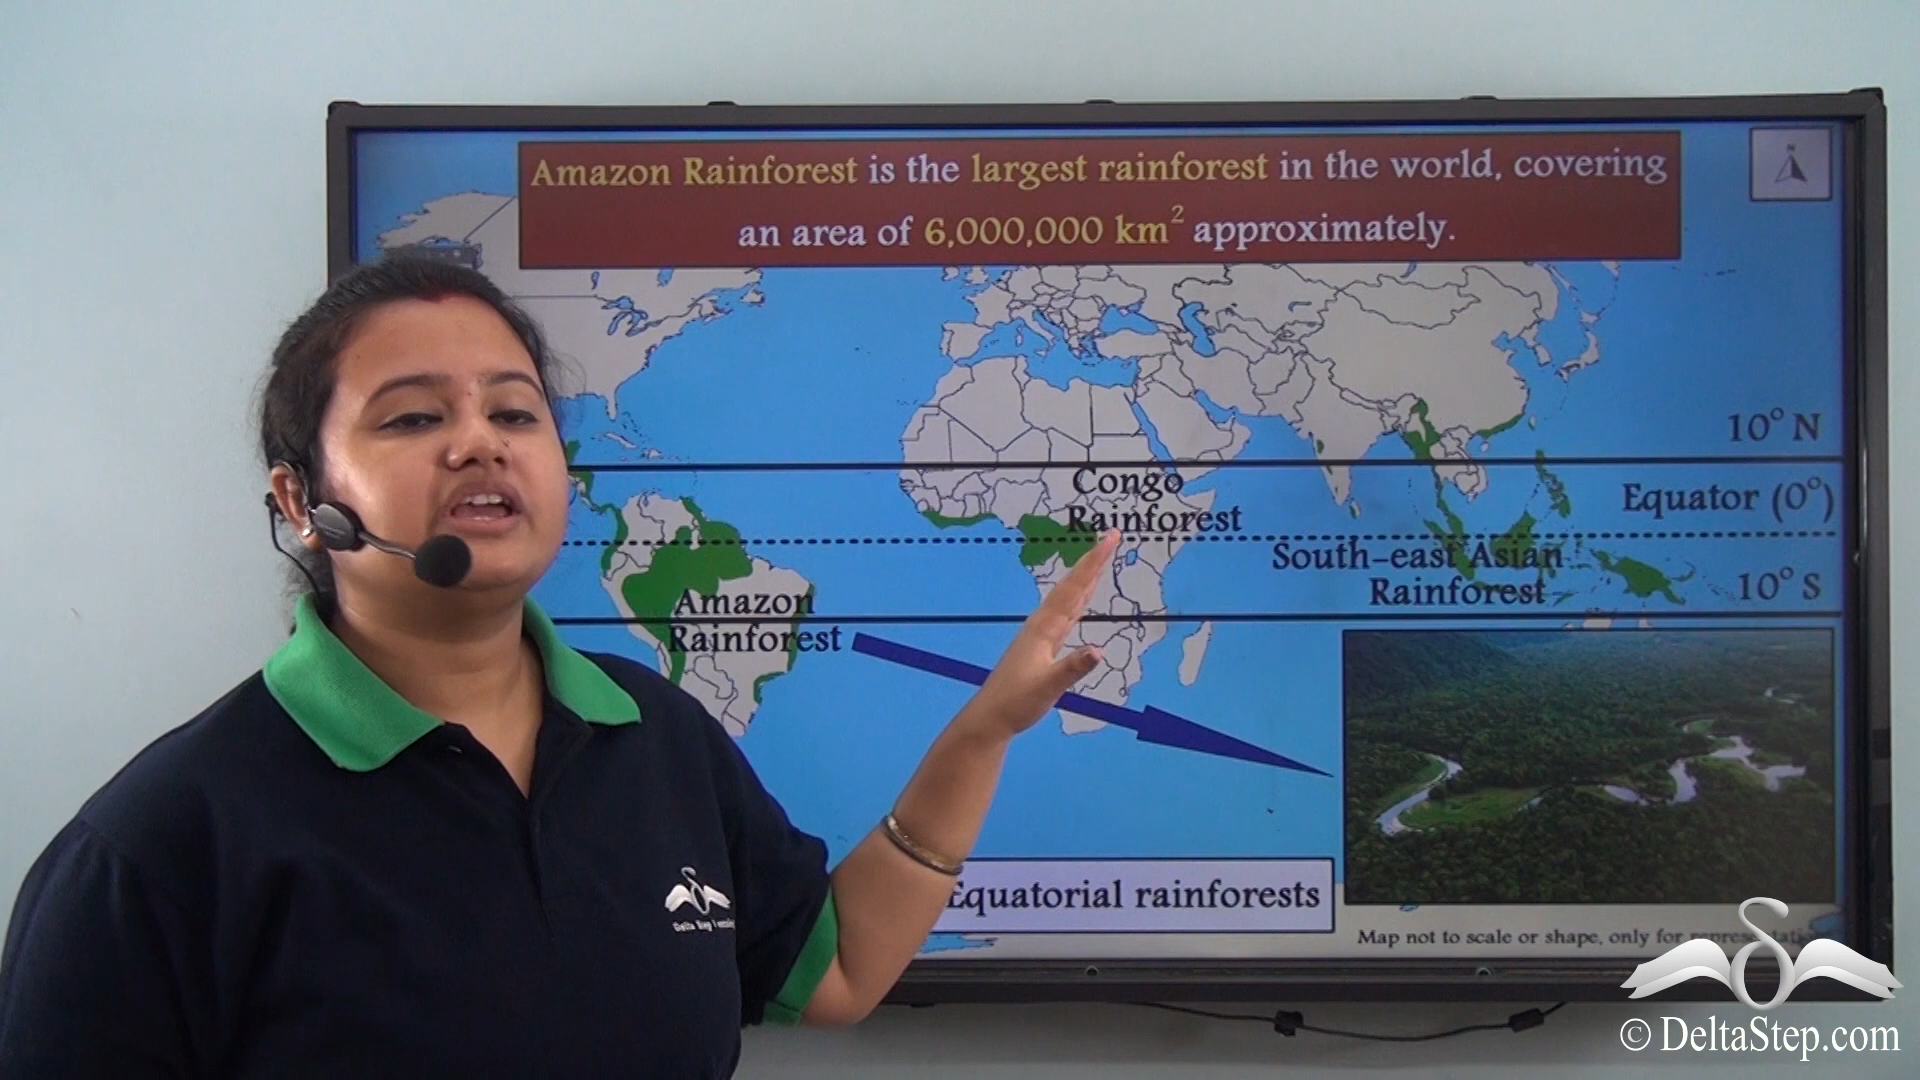 Amazon Rainforest is the largest rainforest in the world, covering
an area of 6,000,000 km² approximately.
N
10° N
Congo
Rainforest
Equator (0°)
South-east Asian
Rainforest
10° S
Amazon
Rainforest
Equatorial rainforests
Map not to scale or shape, only for
Delta Step
© DeltaStep.com